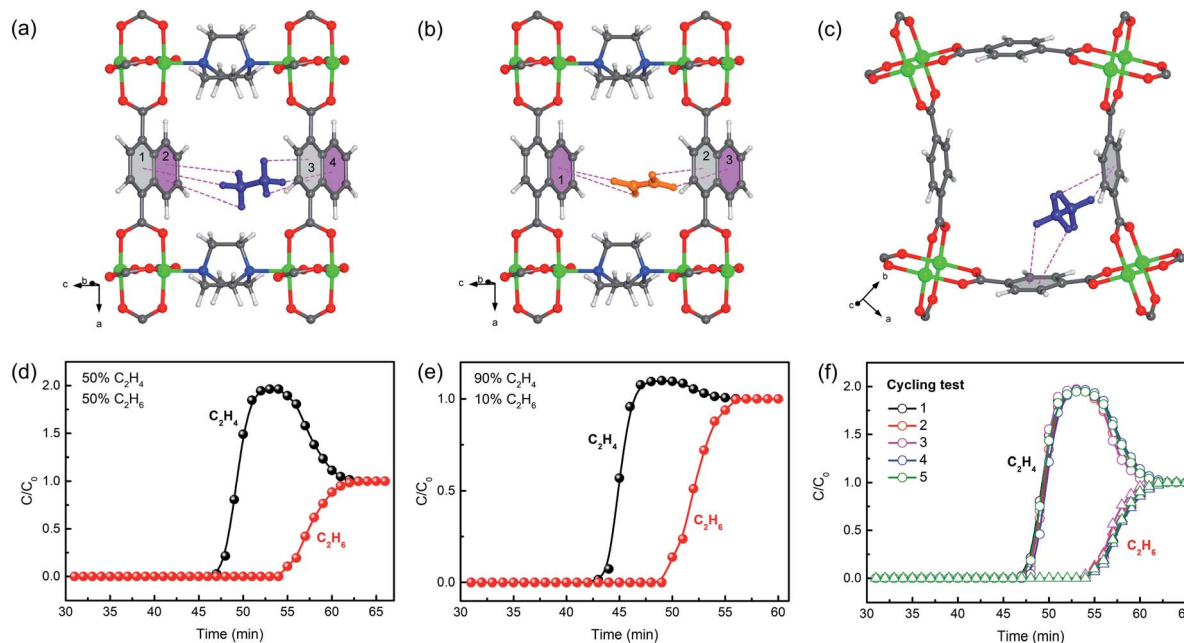 (a)
1
2
3
4
c
b
a
(b)
1
2
3
c
b
a
(c)
b
c
a
(d)
50% C₂H₄
50% C₂H₆
C₂H₄
C₂H₆
C/C₀
2.0
1.5
1.0
0.5
0.0
30 35 40 45 50 55 60 65
Time (min)
(e)
90% C₂H₄
10% C₂H₆
C₂H₄
C₂H₆
C/C₀
1.0
0.5
0.0
30 35 40 45 50 55 60
Time (min)
(f)
Cycling test
1
2
3
4
5
C₂H₄
C₂H₆
C/C₀
2.0
1.5
1.0
0.5
0.0
30 35 40 45 50 55 60 65
Time (min)